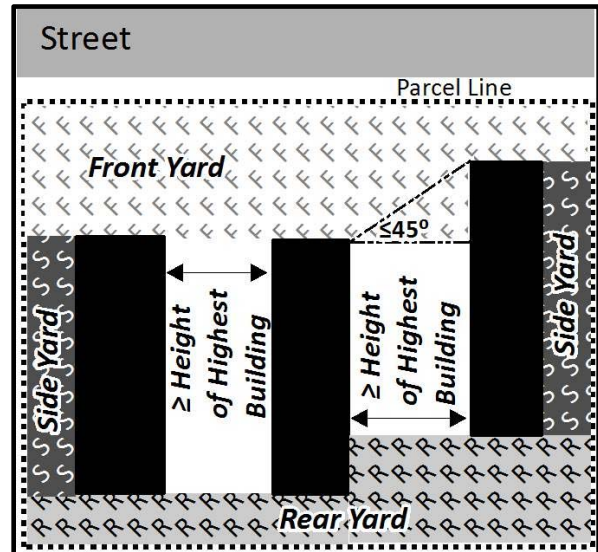 Street
Parcel Line
Front Yard
≤45º
Side Yard
≥ Height
of Highest
Building
≥ Height
of Highest
Building
Side Yard
Rear Yard